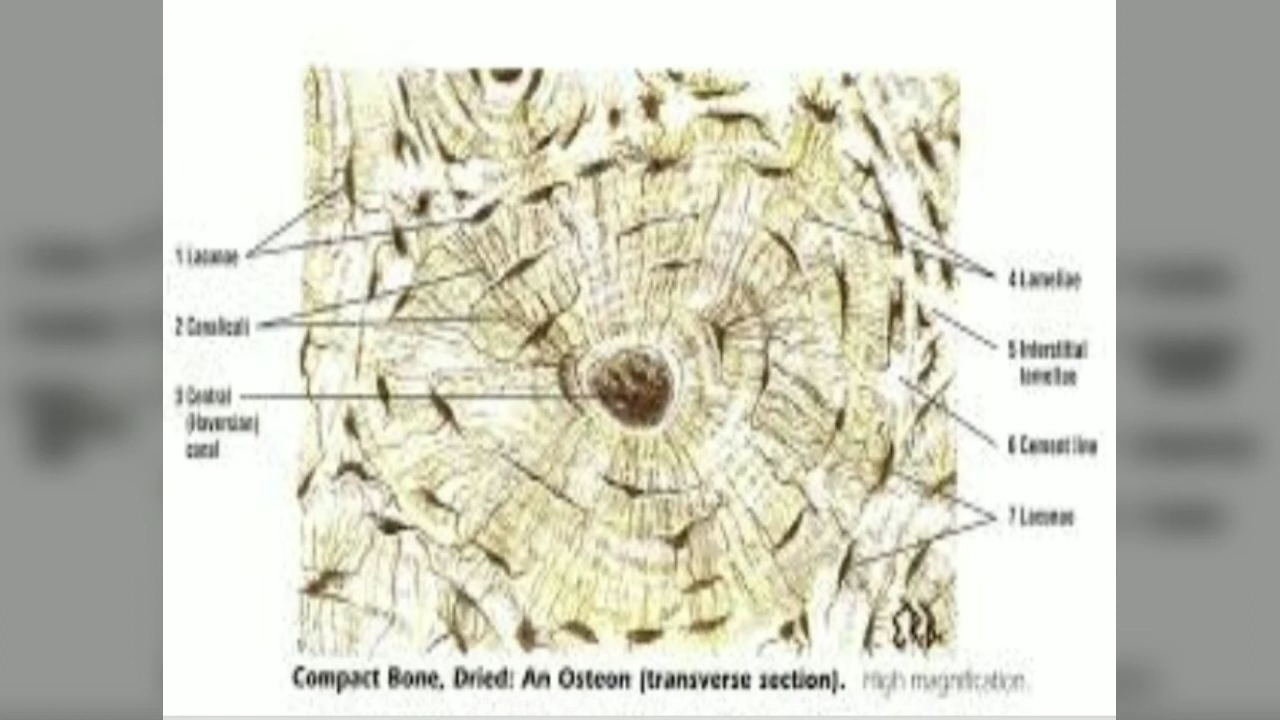 1 Lacunae
2 Canaliculi
3 Central
(Haversian)
canal
4 Lamellae
5 Interstitial
lamellae
6 Cement line
7 Lacunae
Compact Bone, Dried: An Osteon (transverse section). High magnification.